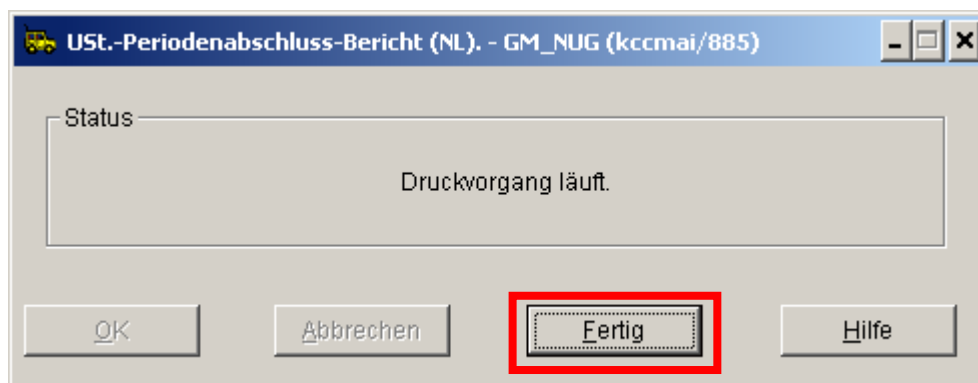 USt.-Periodenabschluss-Bericht (NL). - GM_NUG (kccmai/885)
Status
Druckvorgang läuft.
OK Abbrechen Fertig Hilfe